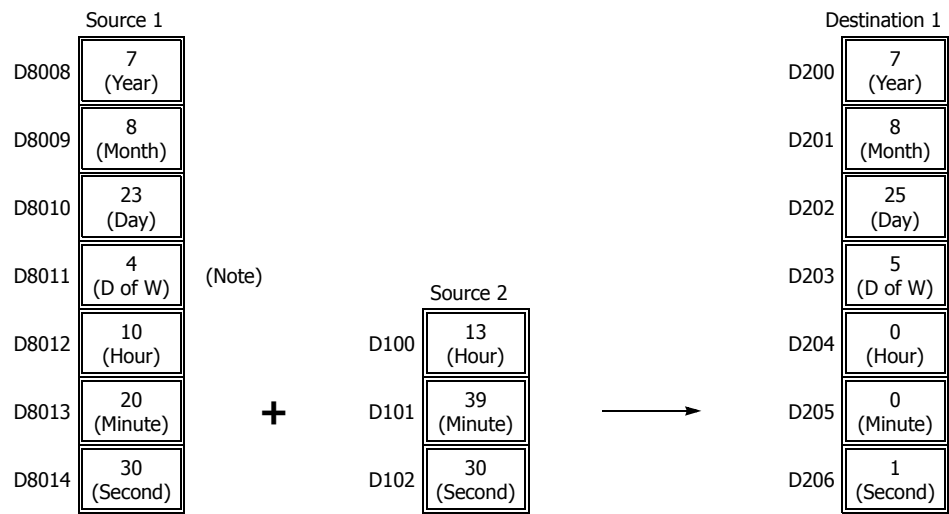 Source 1
D8008
7
(Year)
D8009
8
(Month)
D8010
23
(Day)
D8011
4
(D of W)
(Note)
D8012
10
(Hour)
D8013
20
(Minute)
D8014
30
(Second)
+
Source 2
D100
13
(Hour)
D101
39
(Minute)
D102
30
(Second)
Destination 1
D200
7
(Year)
D201
8
(Month)
D202
25
(Day)
D203
5
(D of W)
D204
0
(Hour)
D205
0
(Minute)
D206
1
(Second)